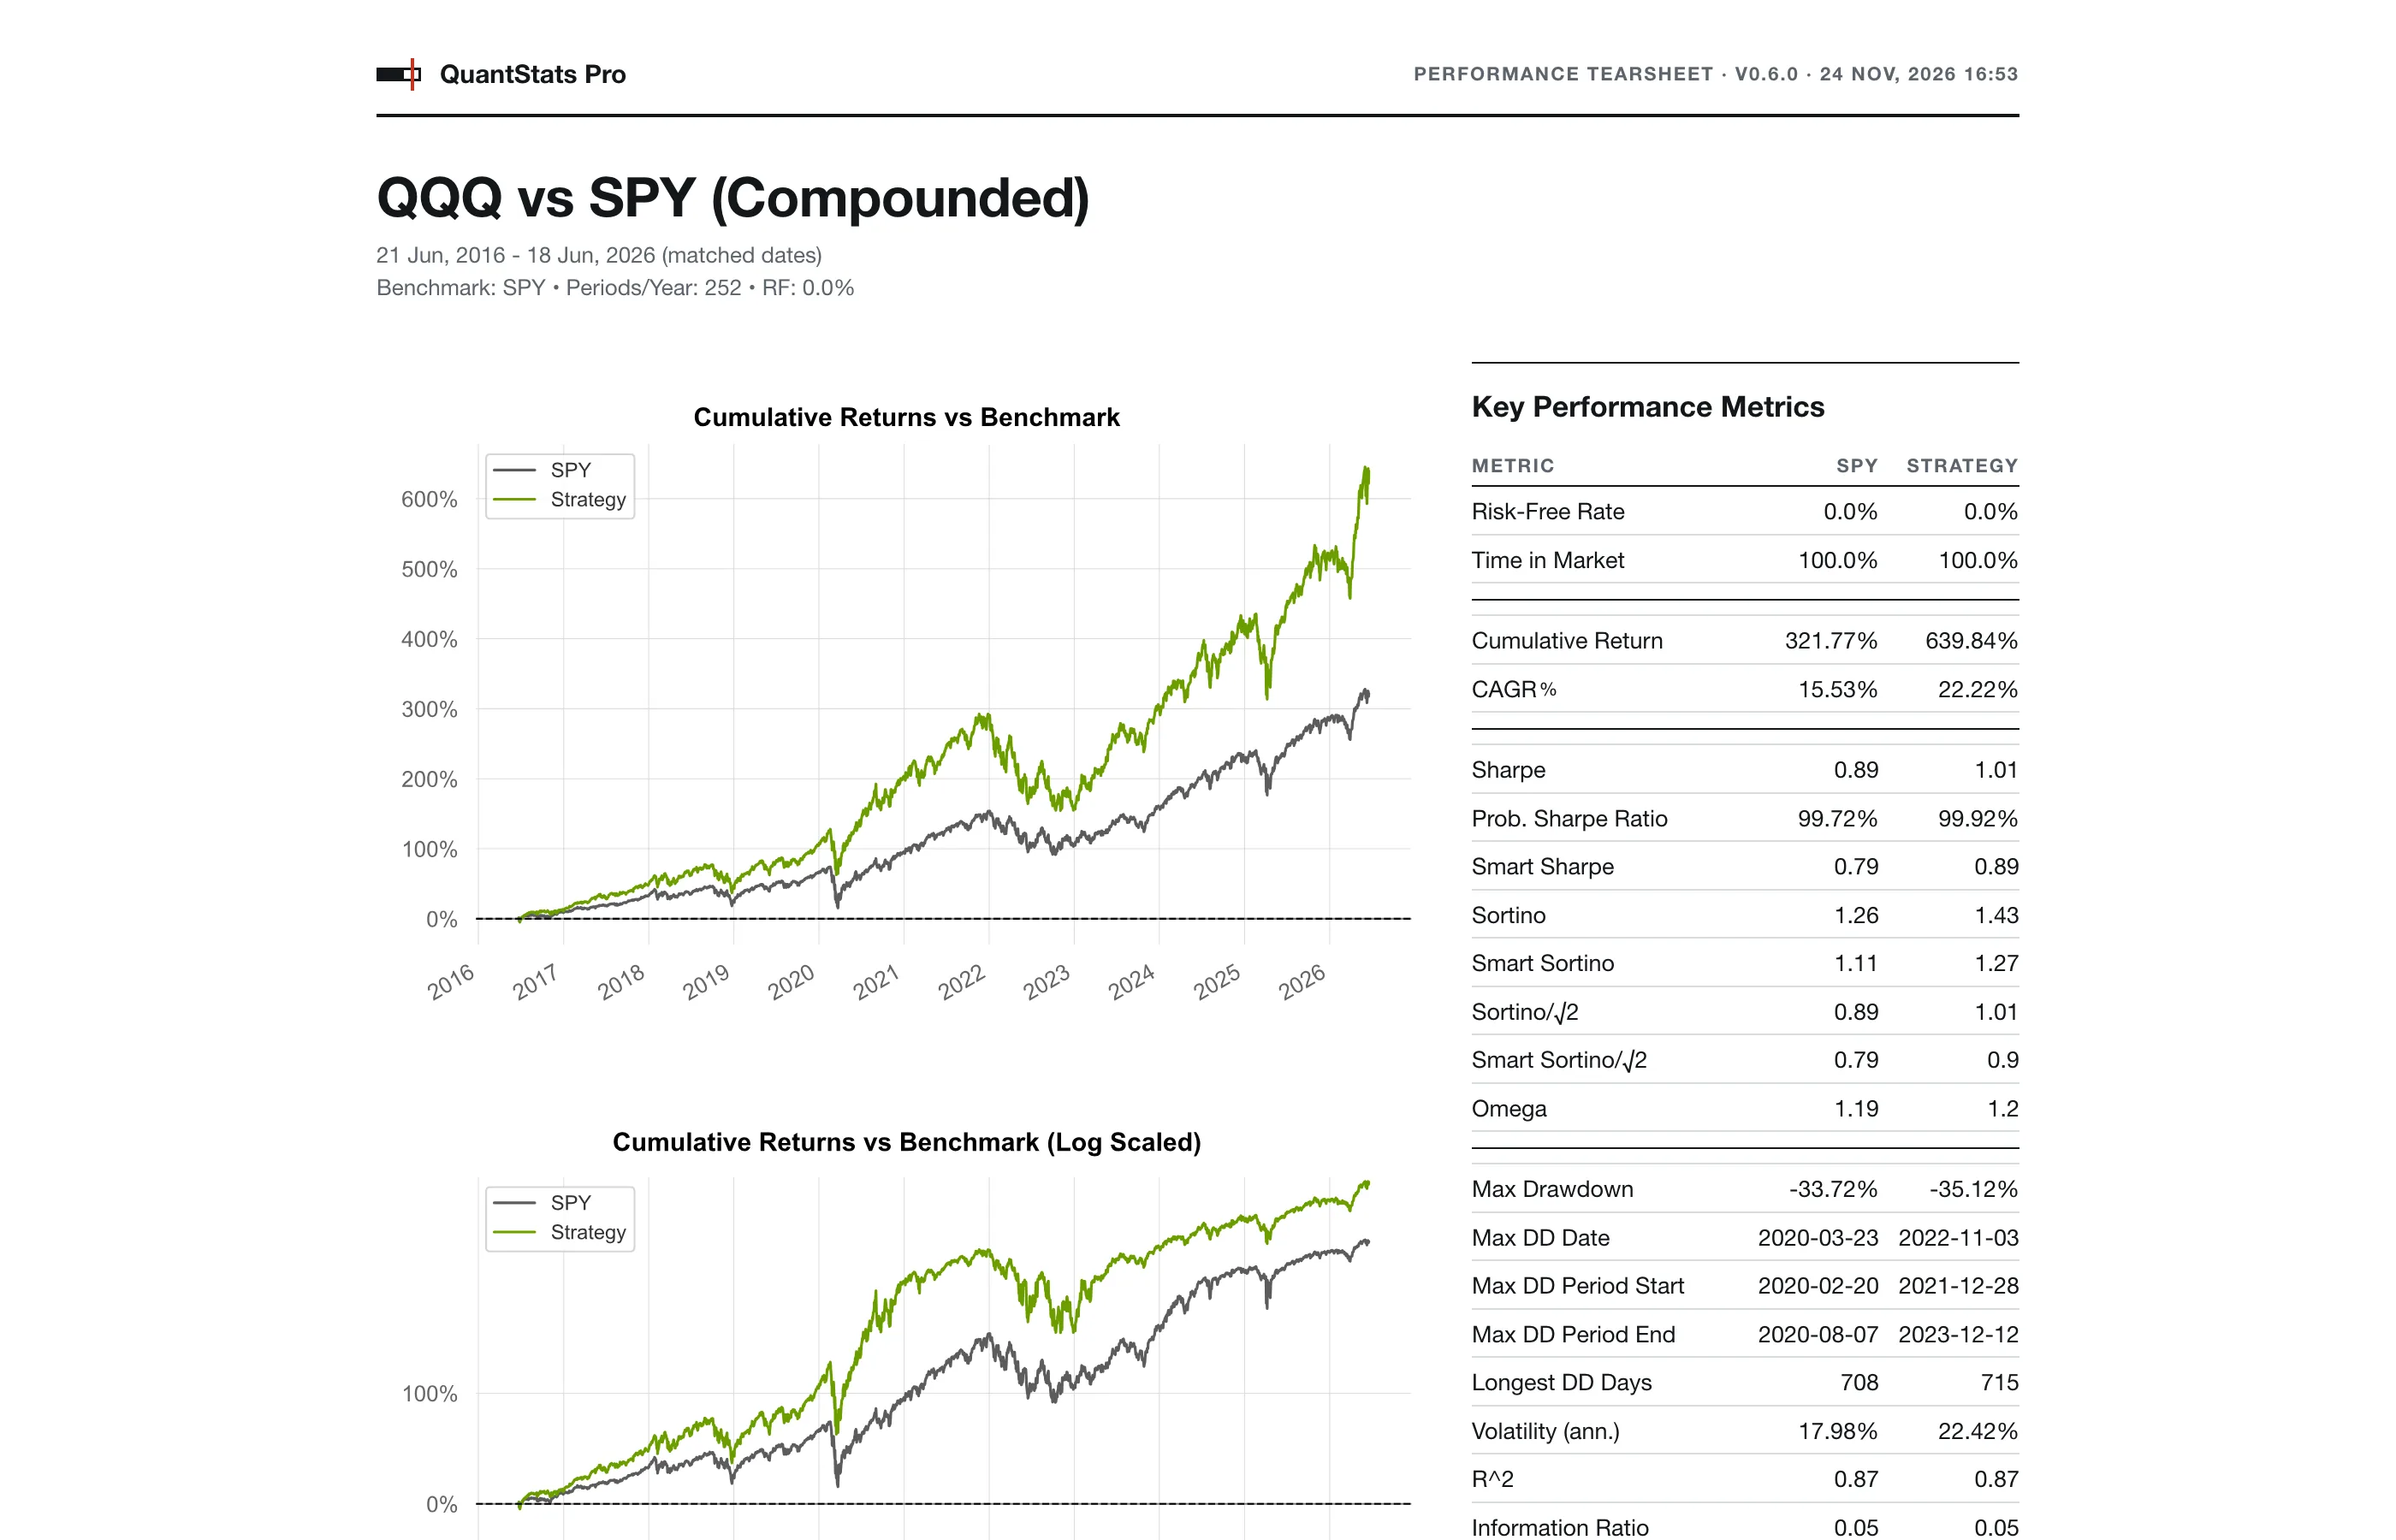 QuantStats Pro
PERFORMANCE TEARSHEET · V0.6.0 · 24 NOV, 2026 16:53
QQQ vs SPY (Compounded)
21 Jun, 2016 - 18 Jun, 2026 (matched dates)
Benchmark: SPY • Periods/Year: 252 • RF: 0.0%
Cumulative Returns vs Benchmark
SPY
Strategy
600%
500%
400%
300%
200%
100%
0%
2016 2017 2018 2019 2020 2021 2022 2023 2024 2025 2026
Cumulative Returns vs Benchmark (Log Scaled)
SPY
Strategy
100%
0%
Key Performance Metrics
METRIC SPY STRATEGY
Risk-Free Rate 0.0% 0.0%
Time in Market 100.0% 100.0%
Cumulative Return 321.77% 639.84%
CAGR% 15.53% 22.22%
Sharpe 0.89 1.01
Prob. Sharpe Ratio 99.72% 99.92%
Smart Sharpe 0.79 0.89
Sortino 1.26 1.43
Smart Sortino 1.11 1.27
Sortino/√2 0.89 1.01
Smart Sortino/√2 0.79 0.9
Omega 1.19 1.2
Max Drawdown -33.72% -35.12%
Max DD Date 2020-03-23 2022-11-03
Max DD Period Start 2020-02-20 2021-12-28
Max DD Period End 2020-08-07 2023-12-12
Longest DD Days 708 715
Volatility (ann.) 17.98% 22.42%
R^2 0.87 0.87
Information Ratio 0.05 0.05